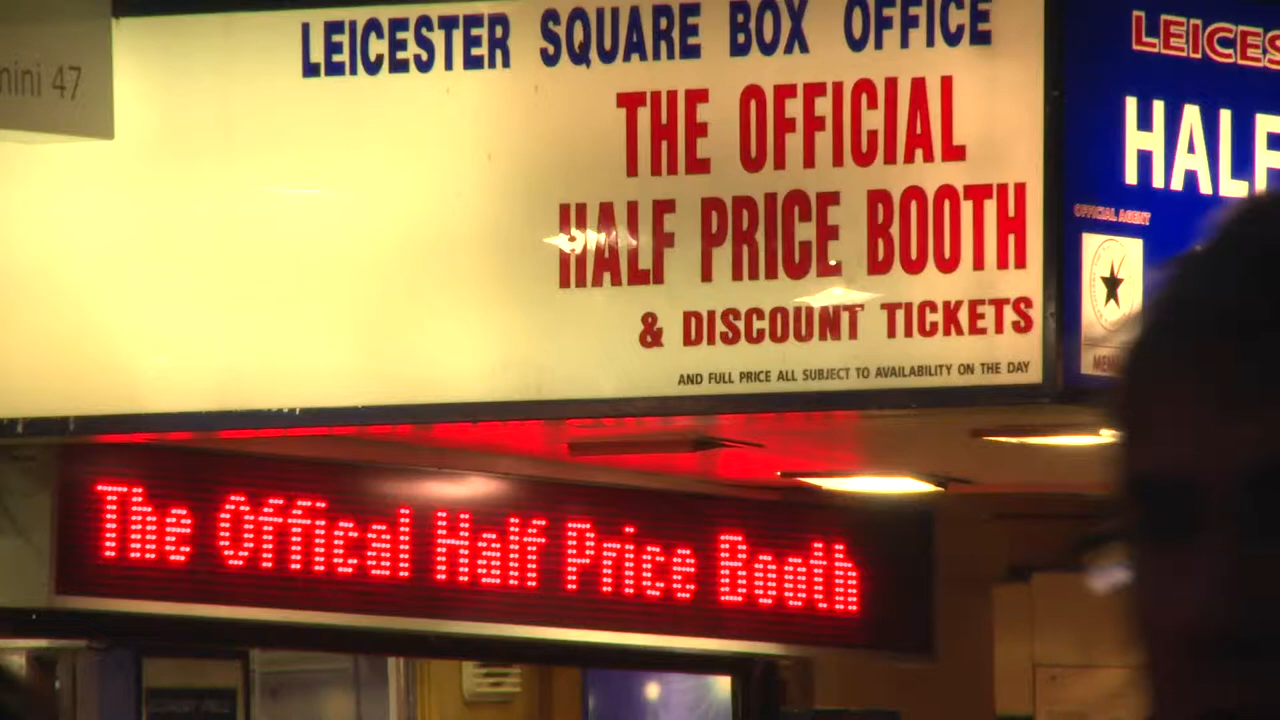 nini 47
LEICESTER SQUARE BOX OFFICE
THE OFFICIAL
HALF PRICE BOOTH
& DISCOUNT TICKETS
AND FULL PRICE ALL SUBJECT TO AVAILABILITY ON THE DAY
LEICES
HALF
OFFICIAL AGENT
The Offical Half Price Booth